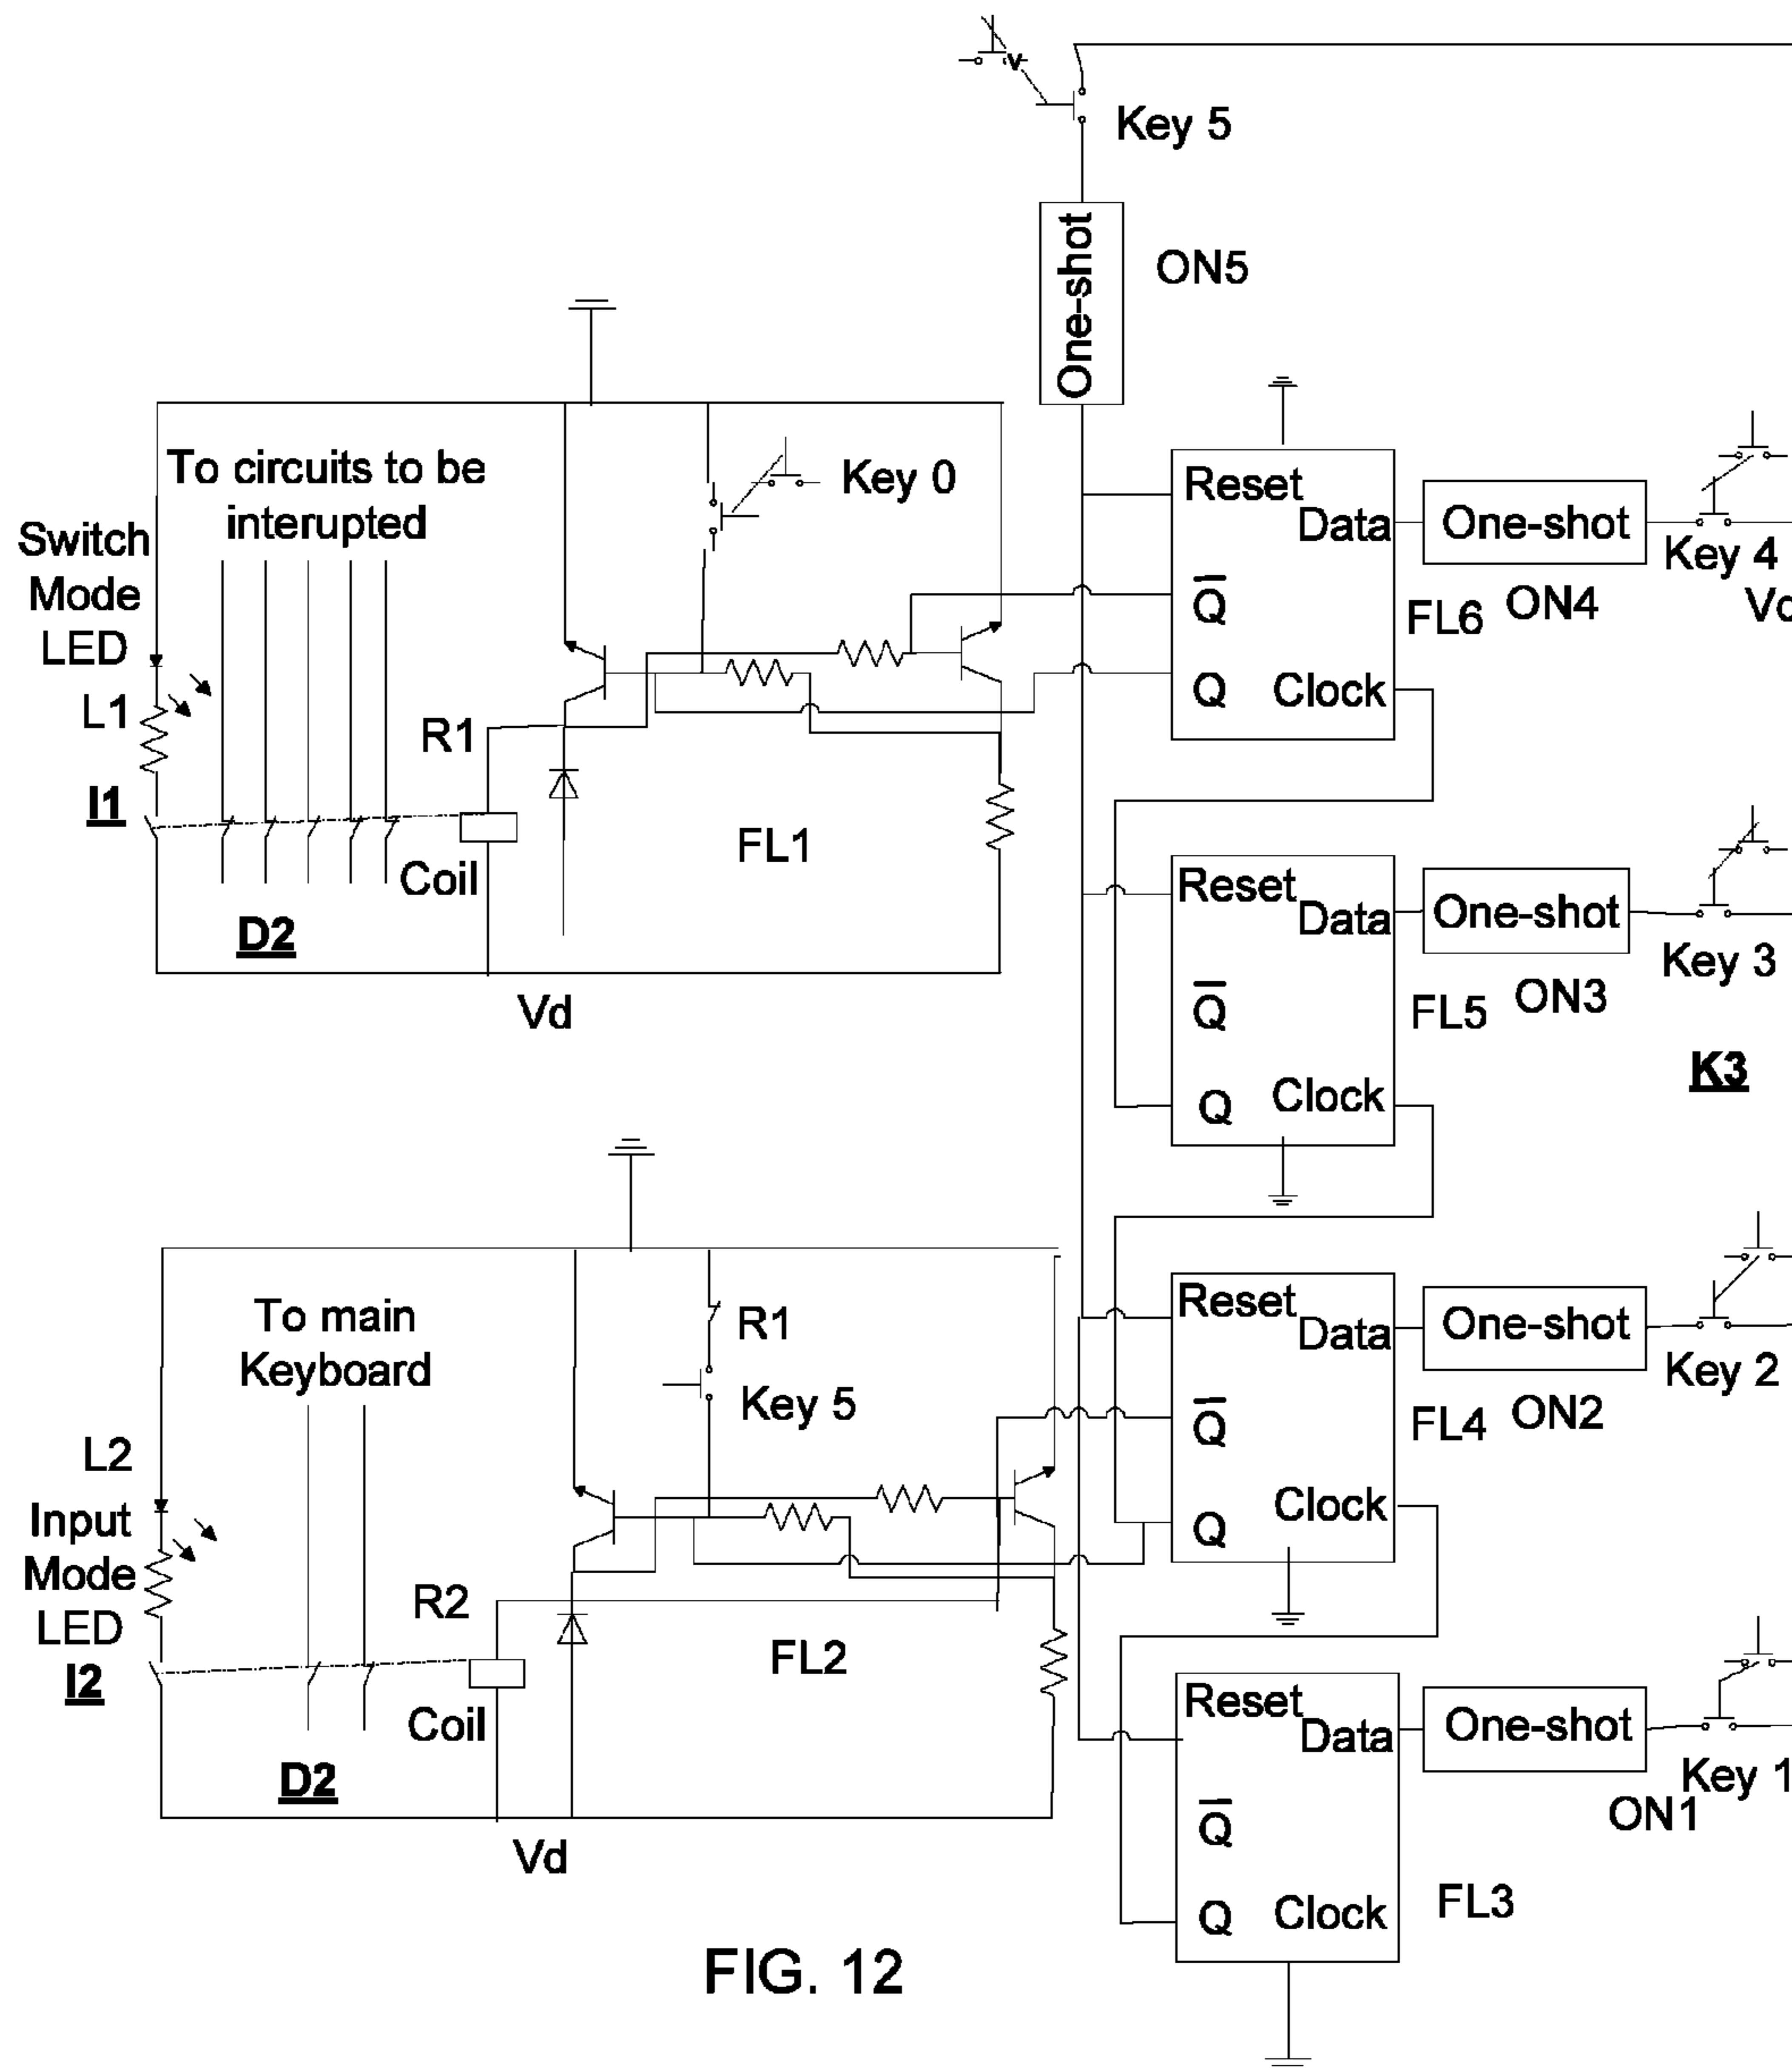 v
Key 5
One-shot
ON5
To circuits to be
interupted
Key 0
Switch
Mode
LED
L1
I1
R1
Coil
FL1
D2
Vd
Reset
Data
Q
Q
Clock
FL6
One-shot
ON4
Key 4
Vd
Reset
Data
Q
Q
Clock
FL5
One-shot
ON3
Key 3
K3
To main
Keyboard
R1
Key 5
L2
Input
Mode
LED
I2
R2
Coil
FL2
D2
Vd
Reset
Data
Q
Q
Clock
FL4
One-shot
ON2
Key 2
Reset
Data
Q
Q
Clock
FL3
One-shot
ON1
Key 1
FIG. 12